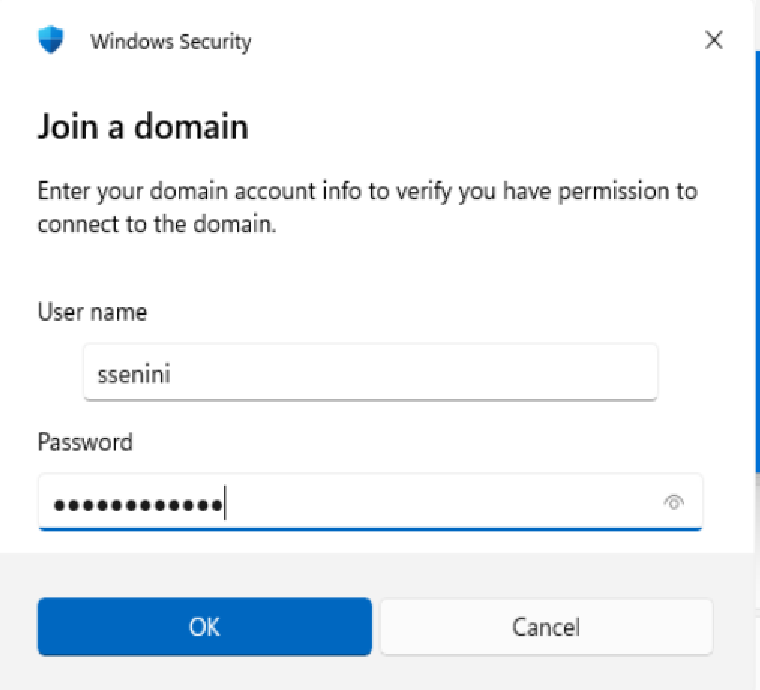 Windows Security
Join a domain
Enter your domain account info to verify you have permission to
connect to the domain.
User name
ssenini
Password
••••••••••••
OK
Cancel